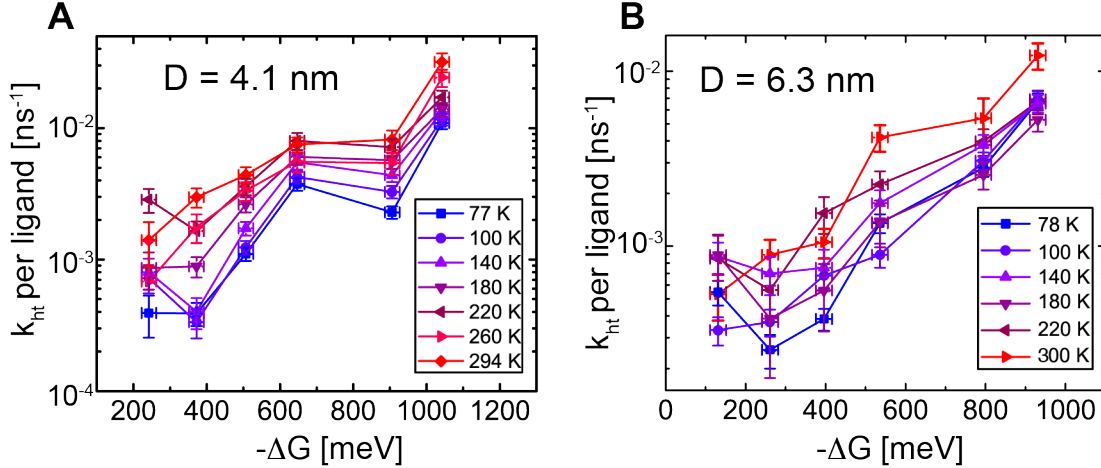 A
D = 4.1 nm
k_ht per ligand [ns⁻¹]
10⁻²
10⁻³
10⁻⁴
77 K
100 K
140 K
180 K
220 K
260 K
294 K
200 400 600 800 1000 1200
-ΔG [meV]
B
D = 6.3 nm
k_ht per ligand [ns⁻¹]
10⁻²
10⁻³
78 K
100 K
140 K
180 K
220 K
300 K
0 200 400 600 800 1000
-ΔG [meV]